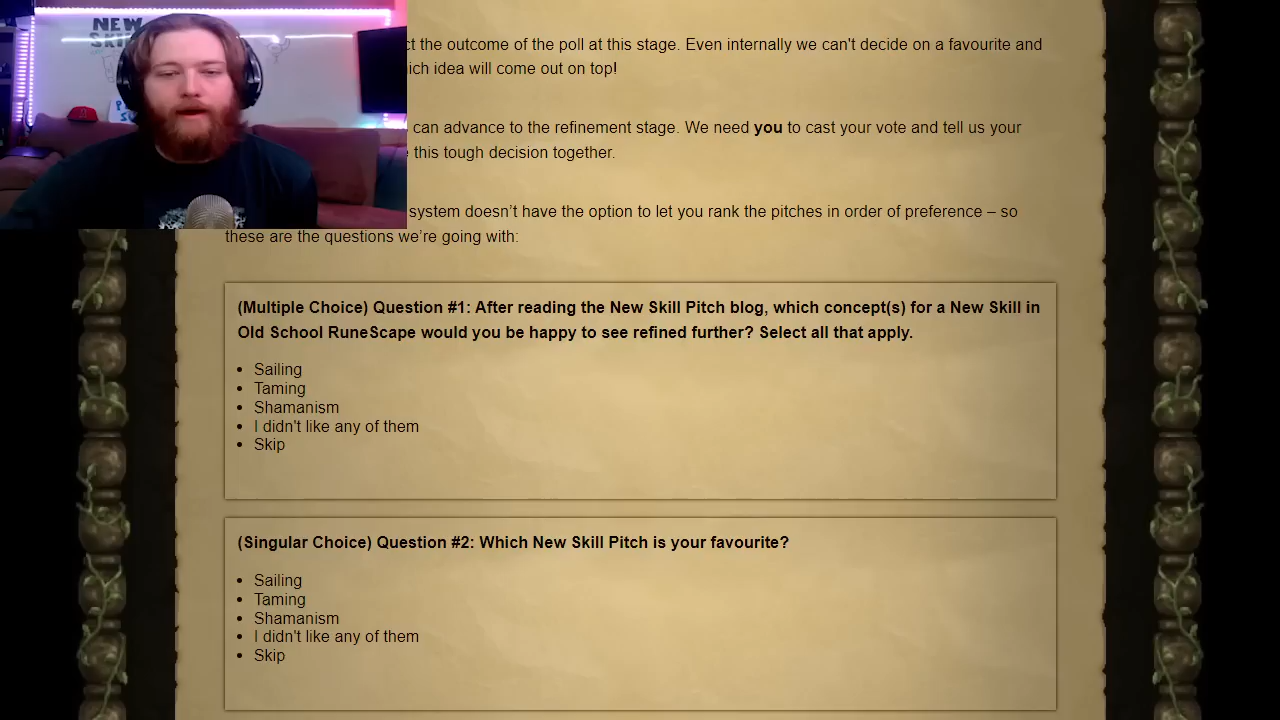 NEW
ct the outcome of the poll at this stage. Even internally we can't decide on a favourite and
ich idea will come out on top!
can advance to the refinement stage. We need you to cast your vote and tell us your
this tough decision together.
system doesn’t have the option to let you rank the pitches in order of preference – so
these are the questions we’re going with:
(Multiple Choice) Question #1: After reading the New Skill Pitch blog, which concept(s) for a New Skill in
Old School RuneScape would you be happy to see refined further? Select all that apply.
• Sailing
• Taming
• Shamanism
• I didn't like any of them
• Skip
(Singular Choice) Question #2: Which New Skill Pitch is your favourite?
• Sailing
• Taming
• Shamanism
• I didn't like any of them
• Skip